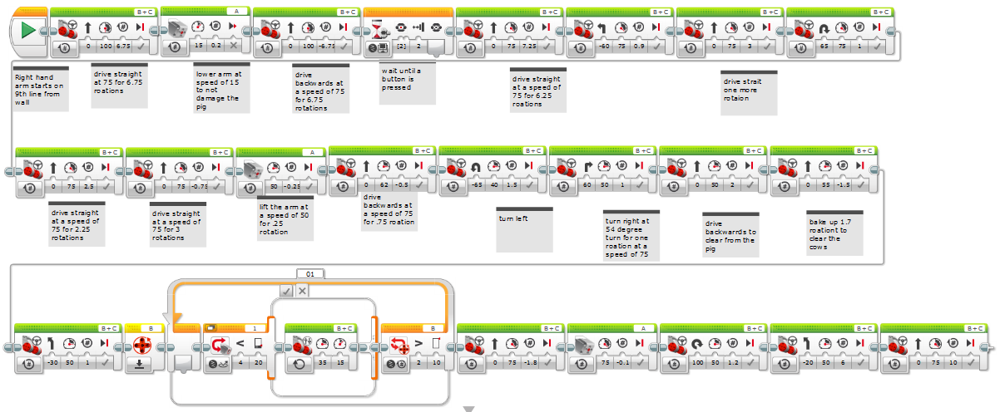 B + C A B + C B + C B + C B + C B + C
0 100 6.75 15 0.2 0 100 -6.75 [2] 2 0 75 7.25 -60 75 0.9 0 75 3 65 75 1
Right hand
arm starts on
9th line from
wall
drive straight
at 75 for 6.75
roations
lower arm at
speed of 15
to not
damage the
pig
drive
backwards at
a speed of 75
for 6.75
rotations
wait until a
button is
pressed
drive straight
at a speed of
75 for 6.25
roations
drive strait
one more
rotaion
B + C B + C A B + C B + C B + C B + C B + C
0 75 2.5 0 75 -0.75 50 -0.25 0 62 -0.5 -65 40 1.5 60 50 1 0 50 2 0 55 -1.5
drive straight
at a speed of
75 for 2.25
rotations
drive straight
at a speed of
75 for 3
rotations
lift the arm at
a speed of 50
for .25
rotation
drive
backwards at
a speed of 75
for .75 roation
turn left
turn right at
54 degree
turn for one
roation at a
speed of 75
drive
backwarrds to
clear from the
pig
bake up 1.7
roationt to
clear the
cows
01
B + C B 1 B + C B B + C A B + C B + C B + C
-30 50 1 < 4 20 35 15 > 2 10 0 75 -1.8 75 -0.1 100 50 1.2 -20 50 6 0 75 10